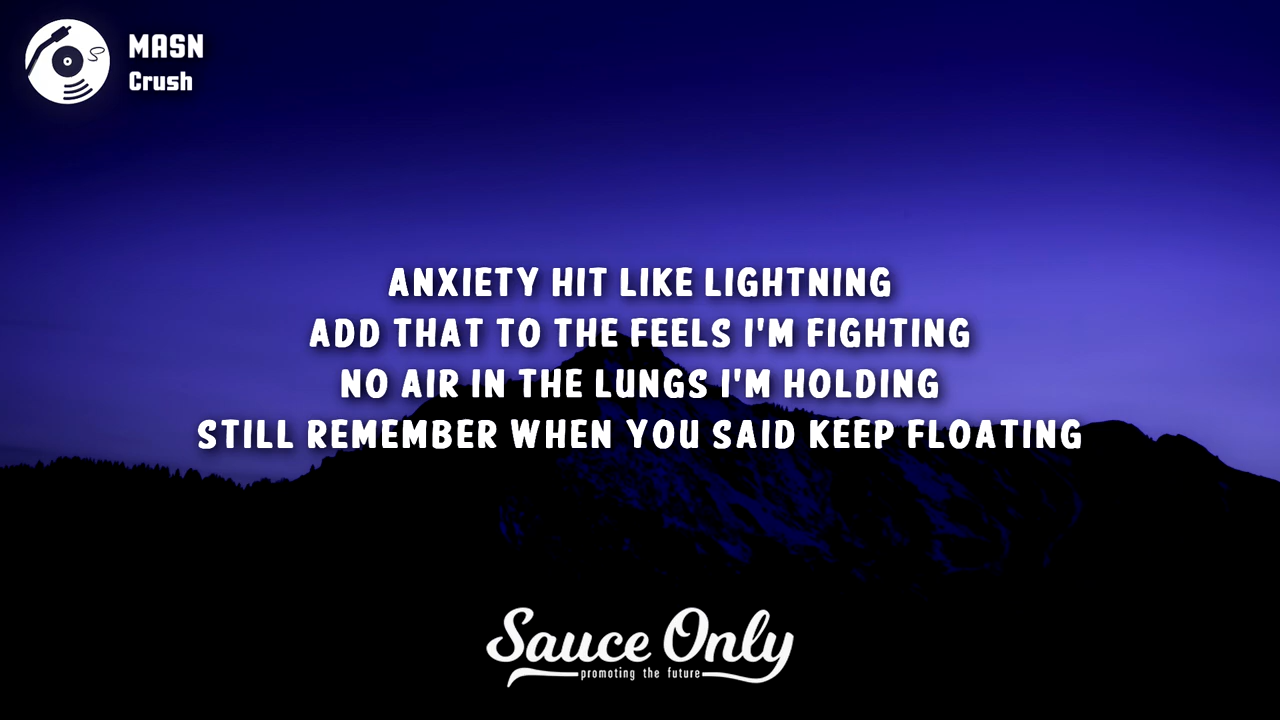 MASN
Crush
ANXIETY HIT LIKE LIGHTNING
ADD THAT TO THE FEELS I'M FIGHTING
NO AIR IN THE LUNGS I'M HOLDING
STILL REMEMBER WHEN YOU SAID KEEP FLOATING
Sauce Only
promoting the future